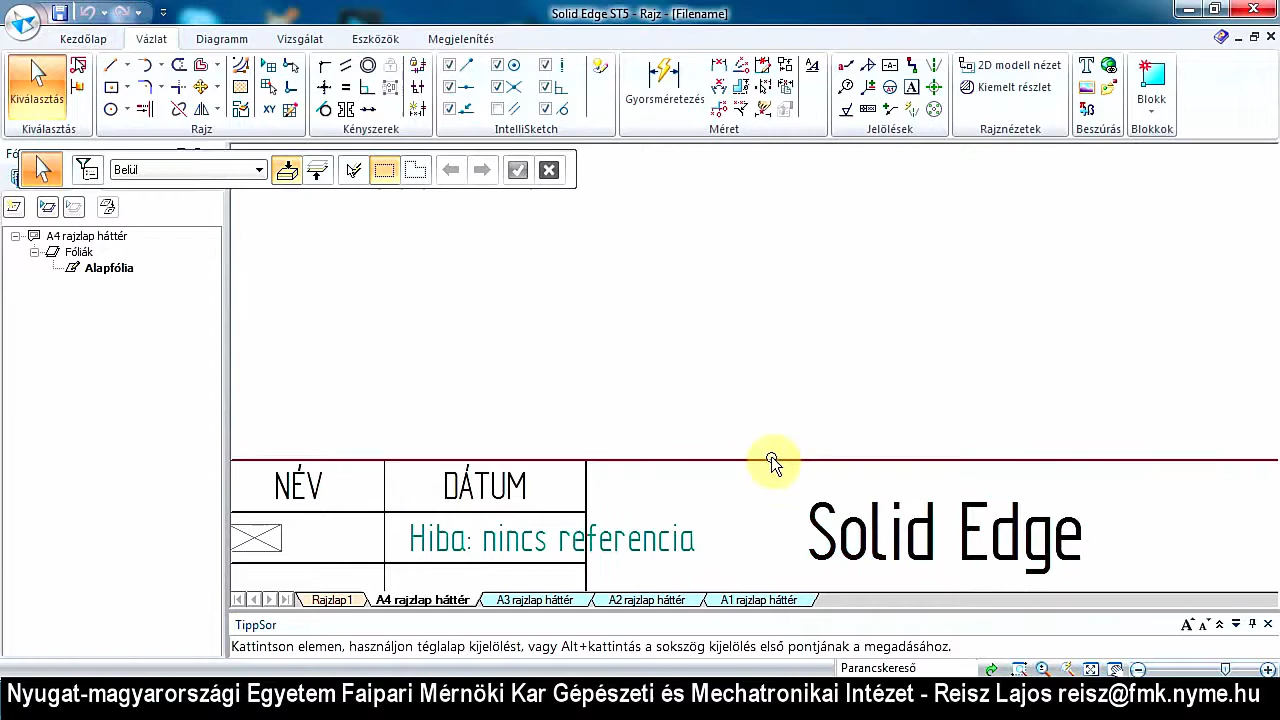 Solid Edge ST5 - Rajz - [Filename]
Kezdőlap Vázlat Diagramm Vizsgálat Eszközök Megjelenítés
Kiválasztás
Kiválasztás
Rajz
Kényszerek
IntelliSketch
Gyorsméretezés
Méret
Jelölések
2D modell nézet
Kiemelt részlet
Rajznézetek
Beszúrás
Blokk
Blokkok
Belül
A4 rajzlap háttér
Fóliák
Alapfólia
NÉV DÁTUM
Hiba: nincs referencia
Solid Edge
Rajzlap1 A4 rajzlap háttér A3 rajzlap háttér A2 rajzlap háttér A1 rajzlap háttér
TippSor
Kattintson elemen, használjon téglalap kijelölést, vagy Alt+kattintás a sokszög kijelölés első pontjának a megadásához.
Parancskereső
Nyugat-magyarországi Egyetem Faipari Mérnöki Kar Gépészeti és Mechatronikai Intézet - Reisz Lajos reisz@fmk.nyme.hu